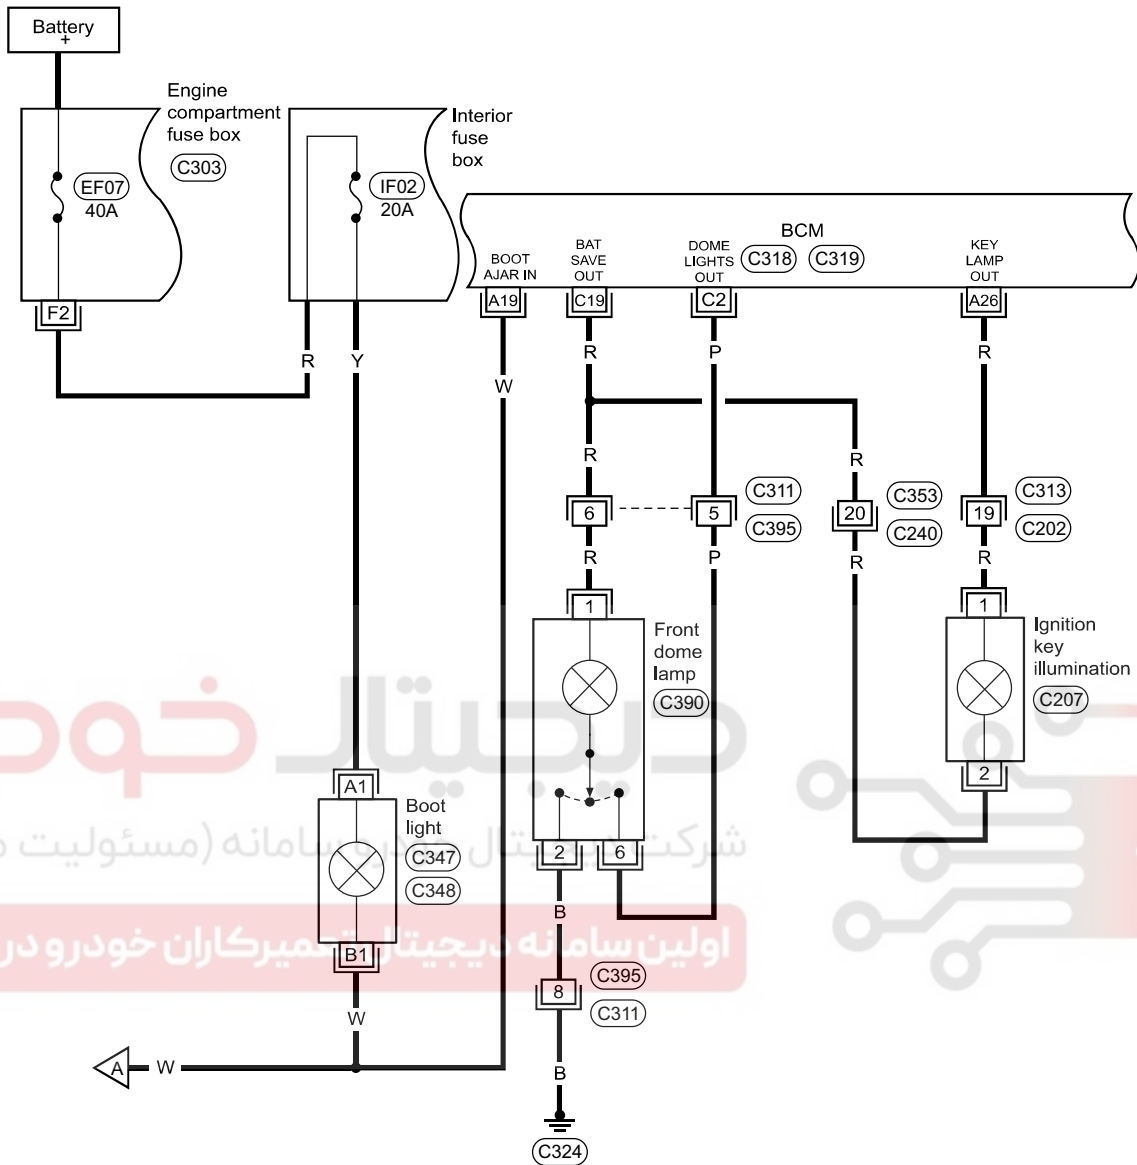 Battery
+
Engine
compartment
fuse box
C303
EF07
40A
F2
Interior
fuse
box
IF02
20A
BCM
C318 C319
BOOT
AJAR IN
BAT
SAVE
OUT
DOME
LIGHTS
OUT
KEY
LAMP
OUT
A19 C19 C2 A26
R Y W R P R
R R
6 5 20 19
C311
C395
C353
C240
C313
C202
R P R R
1 1
Front
dome
lamp
C390
Ignition
key
illumination
C207
2
دیجیتال خود
A1
Boot
light
C347
C348
2 6
B1
B
اولین سامانه دیجیتال تعمیرکاران خودرو در
8
C395
C311
W
A W
B
C324